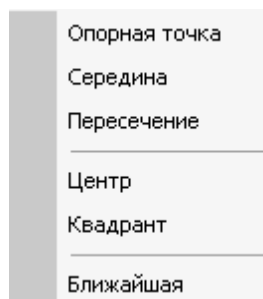 Опорная точка
Середина
Пересечение
Центр
Квадрант
Ближайшая